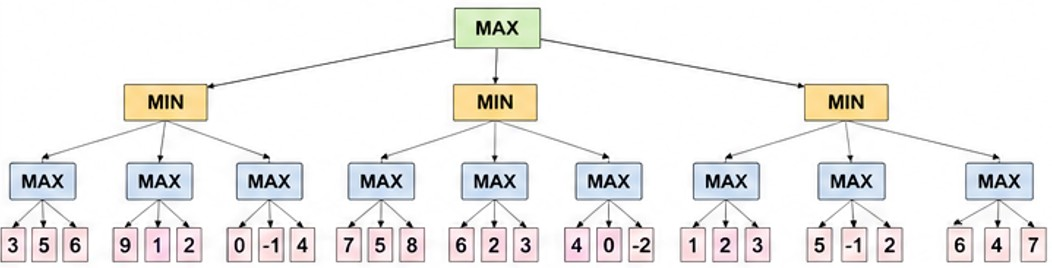 MAX
MIN MIN MIN
MAX MAX MAX MAX MAX MAX MAX MAX MAX
3 5 6 9 1 2 0 -1 4 7 5 8 6 2 3 4 0 -2 1 2 3 5 -1 2 6 4 7